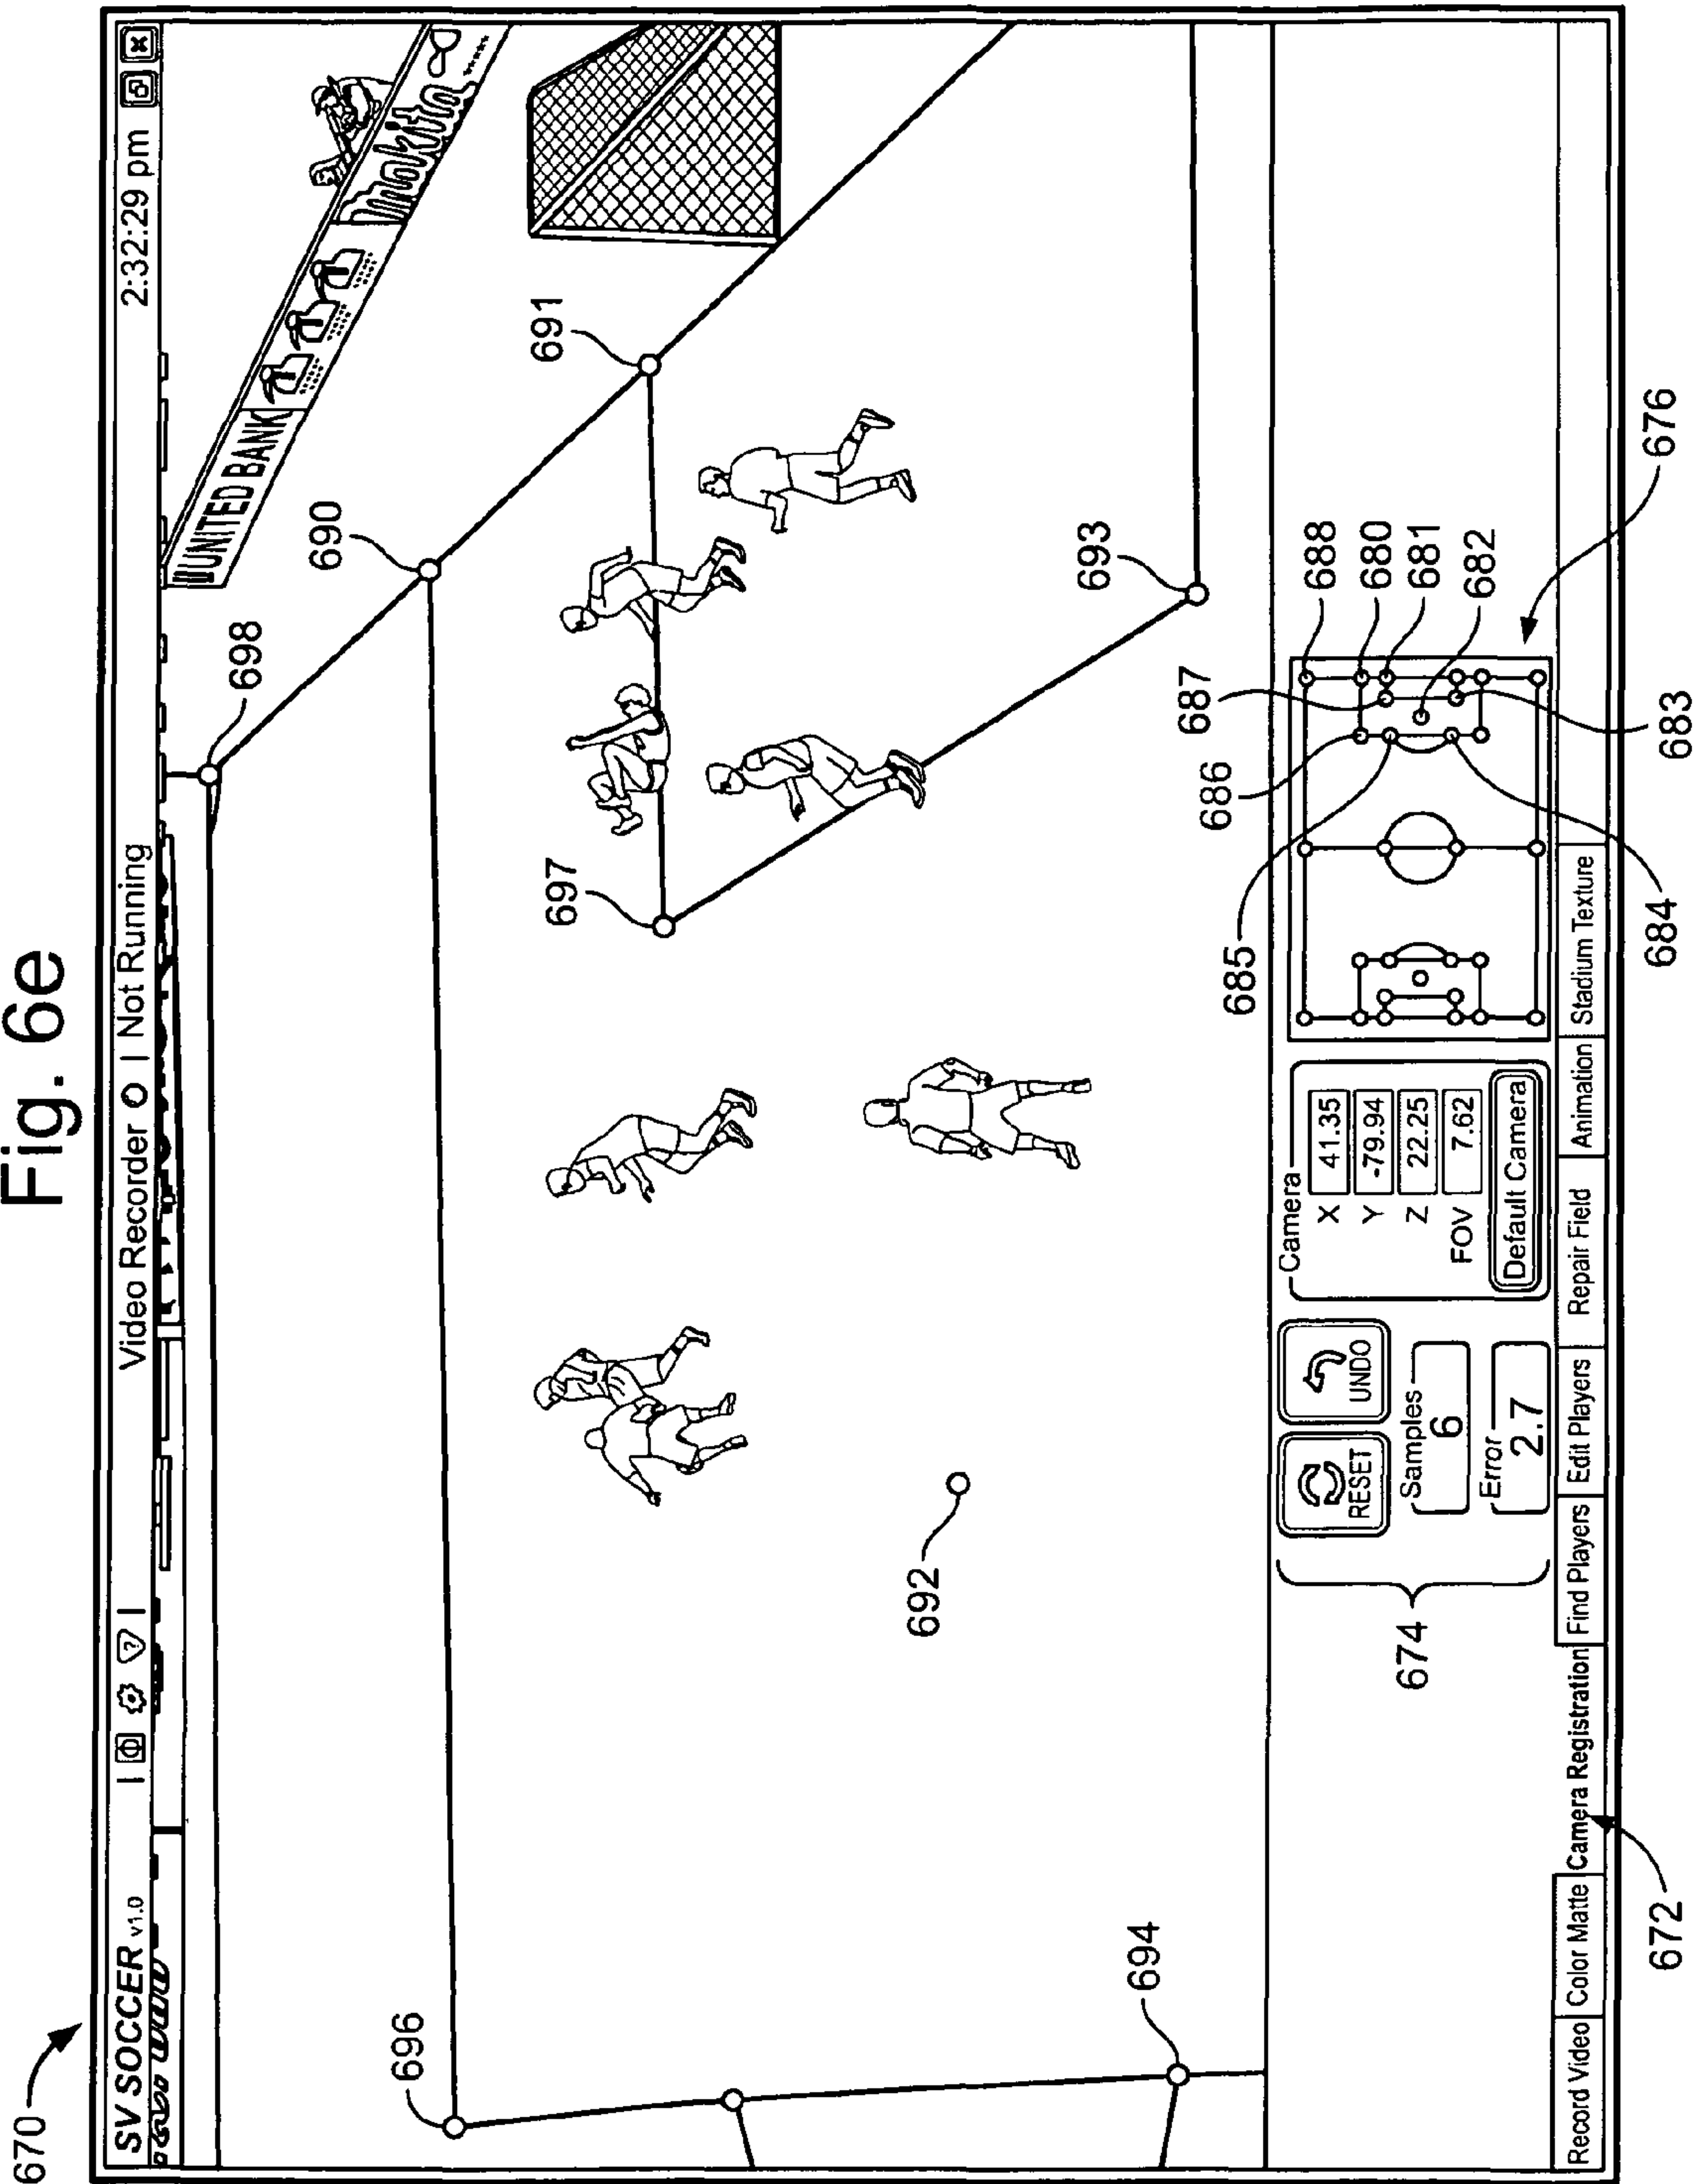 Fig. 6e
670
SV SOCCER v1.0
Video Recorder | Not Running
2:32:29 pm
UNITED BANK
makita
698
690
691
696
697
692
693
694
RESET
UNDO
Samples
6
Error
2.7
674
Camera
X 41.35
Y -79.94
Z 22.25
FOV 7.62
Default Camera
685
686
687
688
680
681
682
684
683
676
Record Video
Color Matte
Camera Registration
Find Players
Edit Players
Repair Field
Animation
Stadium Texture
672